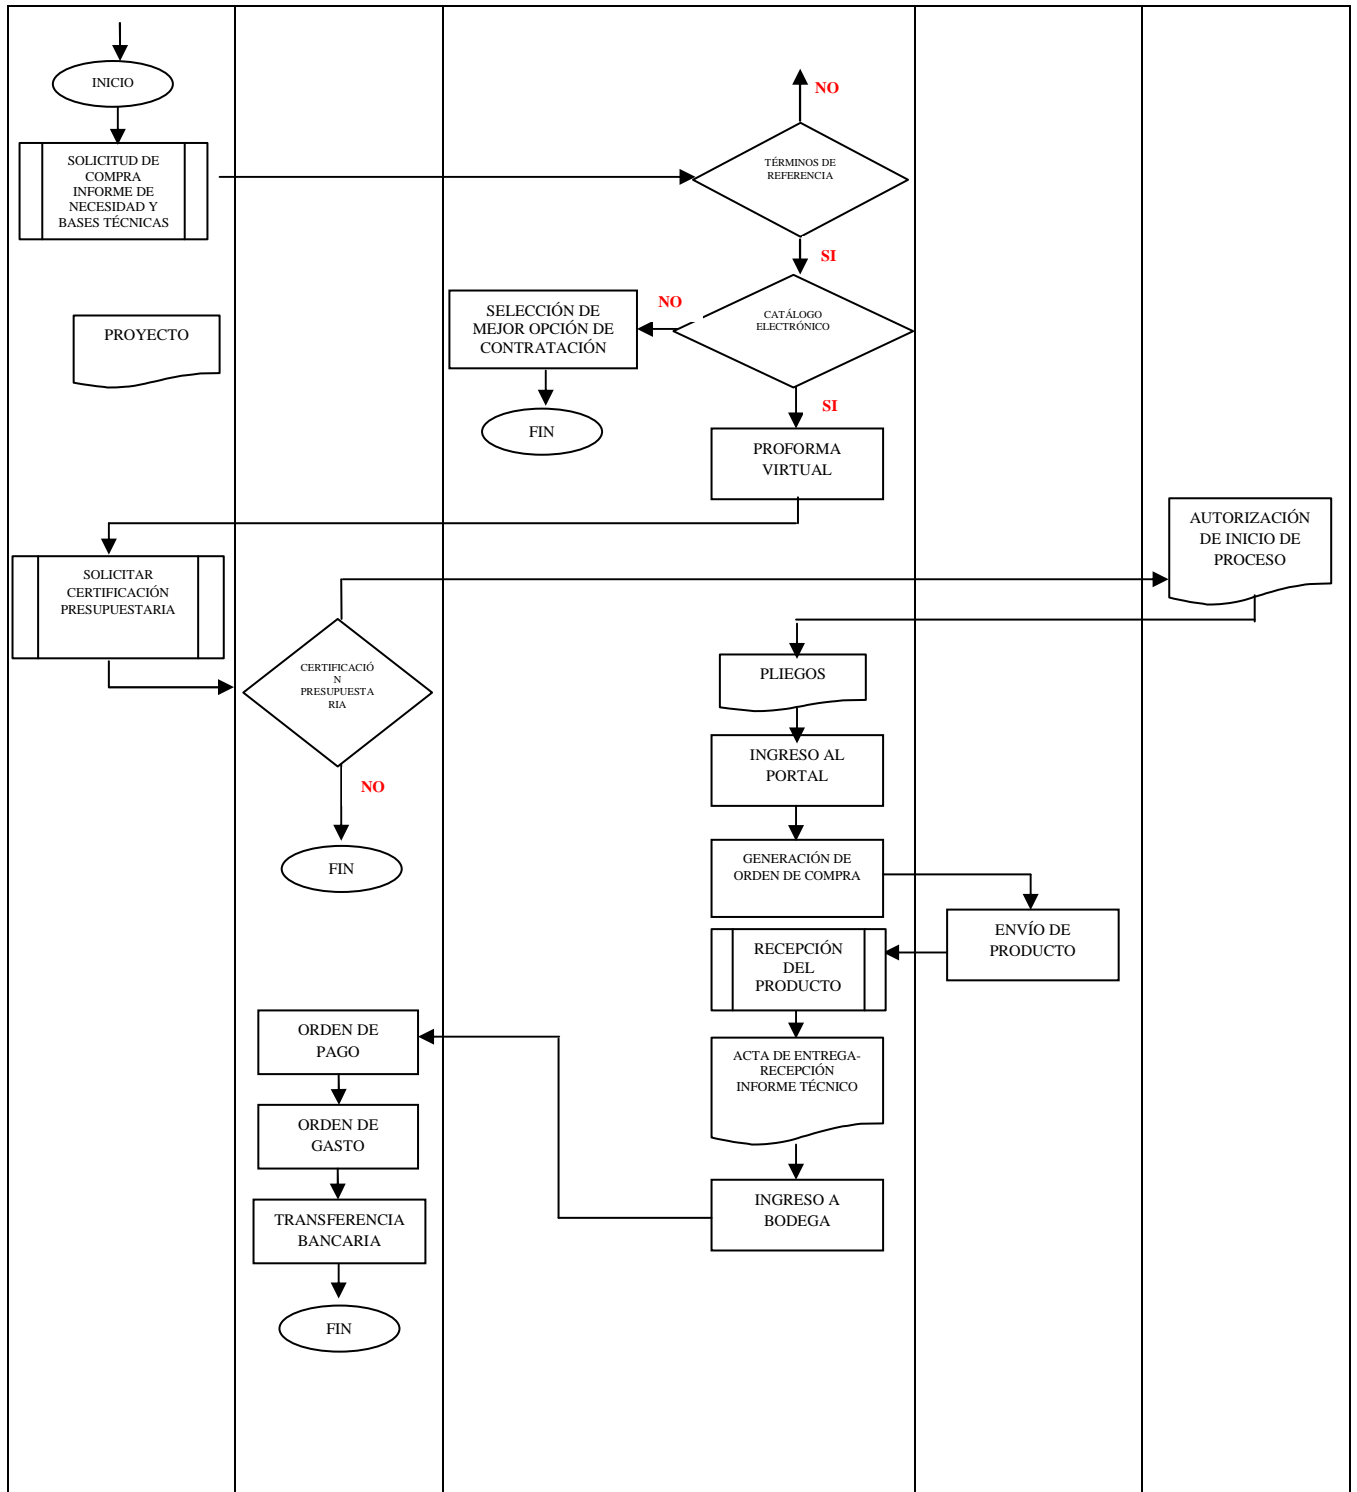 INICIO
NO
SOLICITUD DE
COMPRA
INFORME DE
NECESIDAD Y
BASES TÉCNICAS
TÉRMINOS DE
REFERENCIA
SI
SELECCIÓN DE
MEJOR OPCIÓN DE
CONTRATACIÓN
NO
CATÁLOGO
ELECTRÓNICO
PROYECTO
FIN
SI
PROFORMA
VIRTUAL
AUTORIZACIÓN
DE INICIO DE
PROCESO
SOLICITAR
CERTIFICACIÓN
PRESUPUESTARIA
CERTIFICACIÓ
N
PRESUPUESTA
RIA
PLIEGOS
INGRESO AL
PORTAL
NO
FIN
GENERACIÓN DE
ORDEN DE COMPRA
ENVÍO DE
PRODUCTO
RECEPCIÓN
DEL
PRODUCTO
ORDEN DE
PAGO
ACTA DE ENTREGA-
RECEPCIÓN
INFORME TÉCNICO
ORDEN DE
GASTO
INGRESO A
BODEGA
TRANSFERENCIA
BANCARIA
FIN